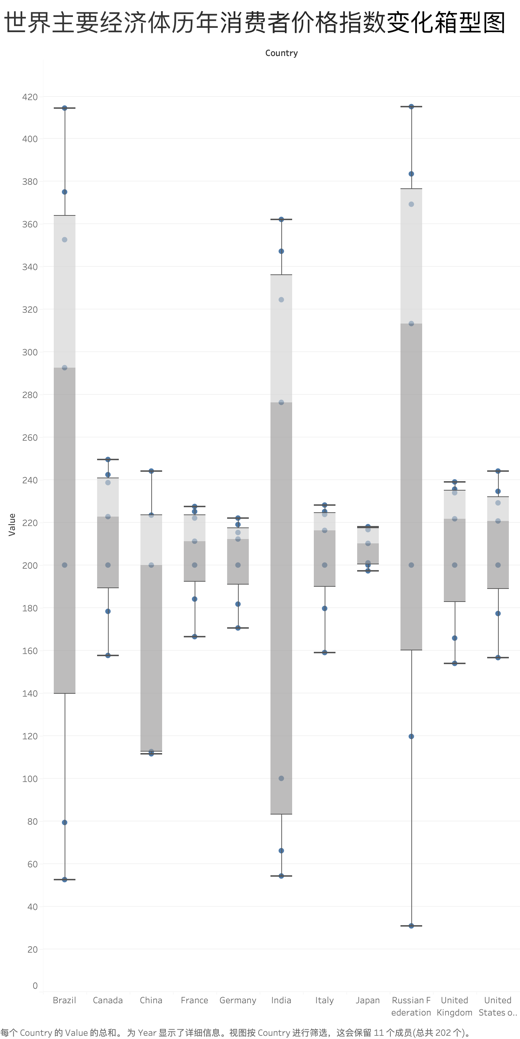 世界主要经济体历年消费者价格指数变化箱型图
Country
420
400
380
360
340
320
300
280
260
240
220
200
180
160
140
120
100
80
60
40
20
0
Value
Brazil
Canada
China
France
Germany
India
Italy
Japan
Russian F
ederation
United
Kingdom
United
States o..
每个 Country 的 Value 的总和。 为 Year 显示了详细信息。视图按 Country 进行筛选，这会保留 11 个成员(总共 202 个)。